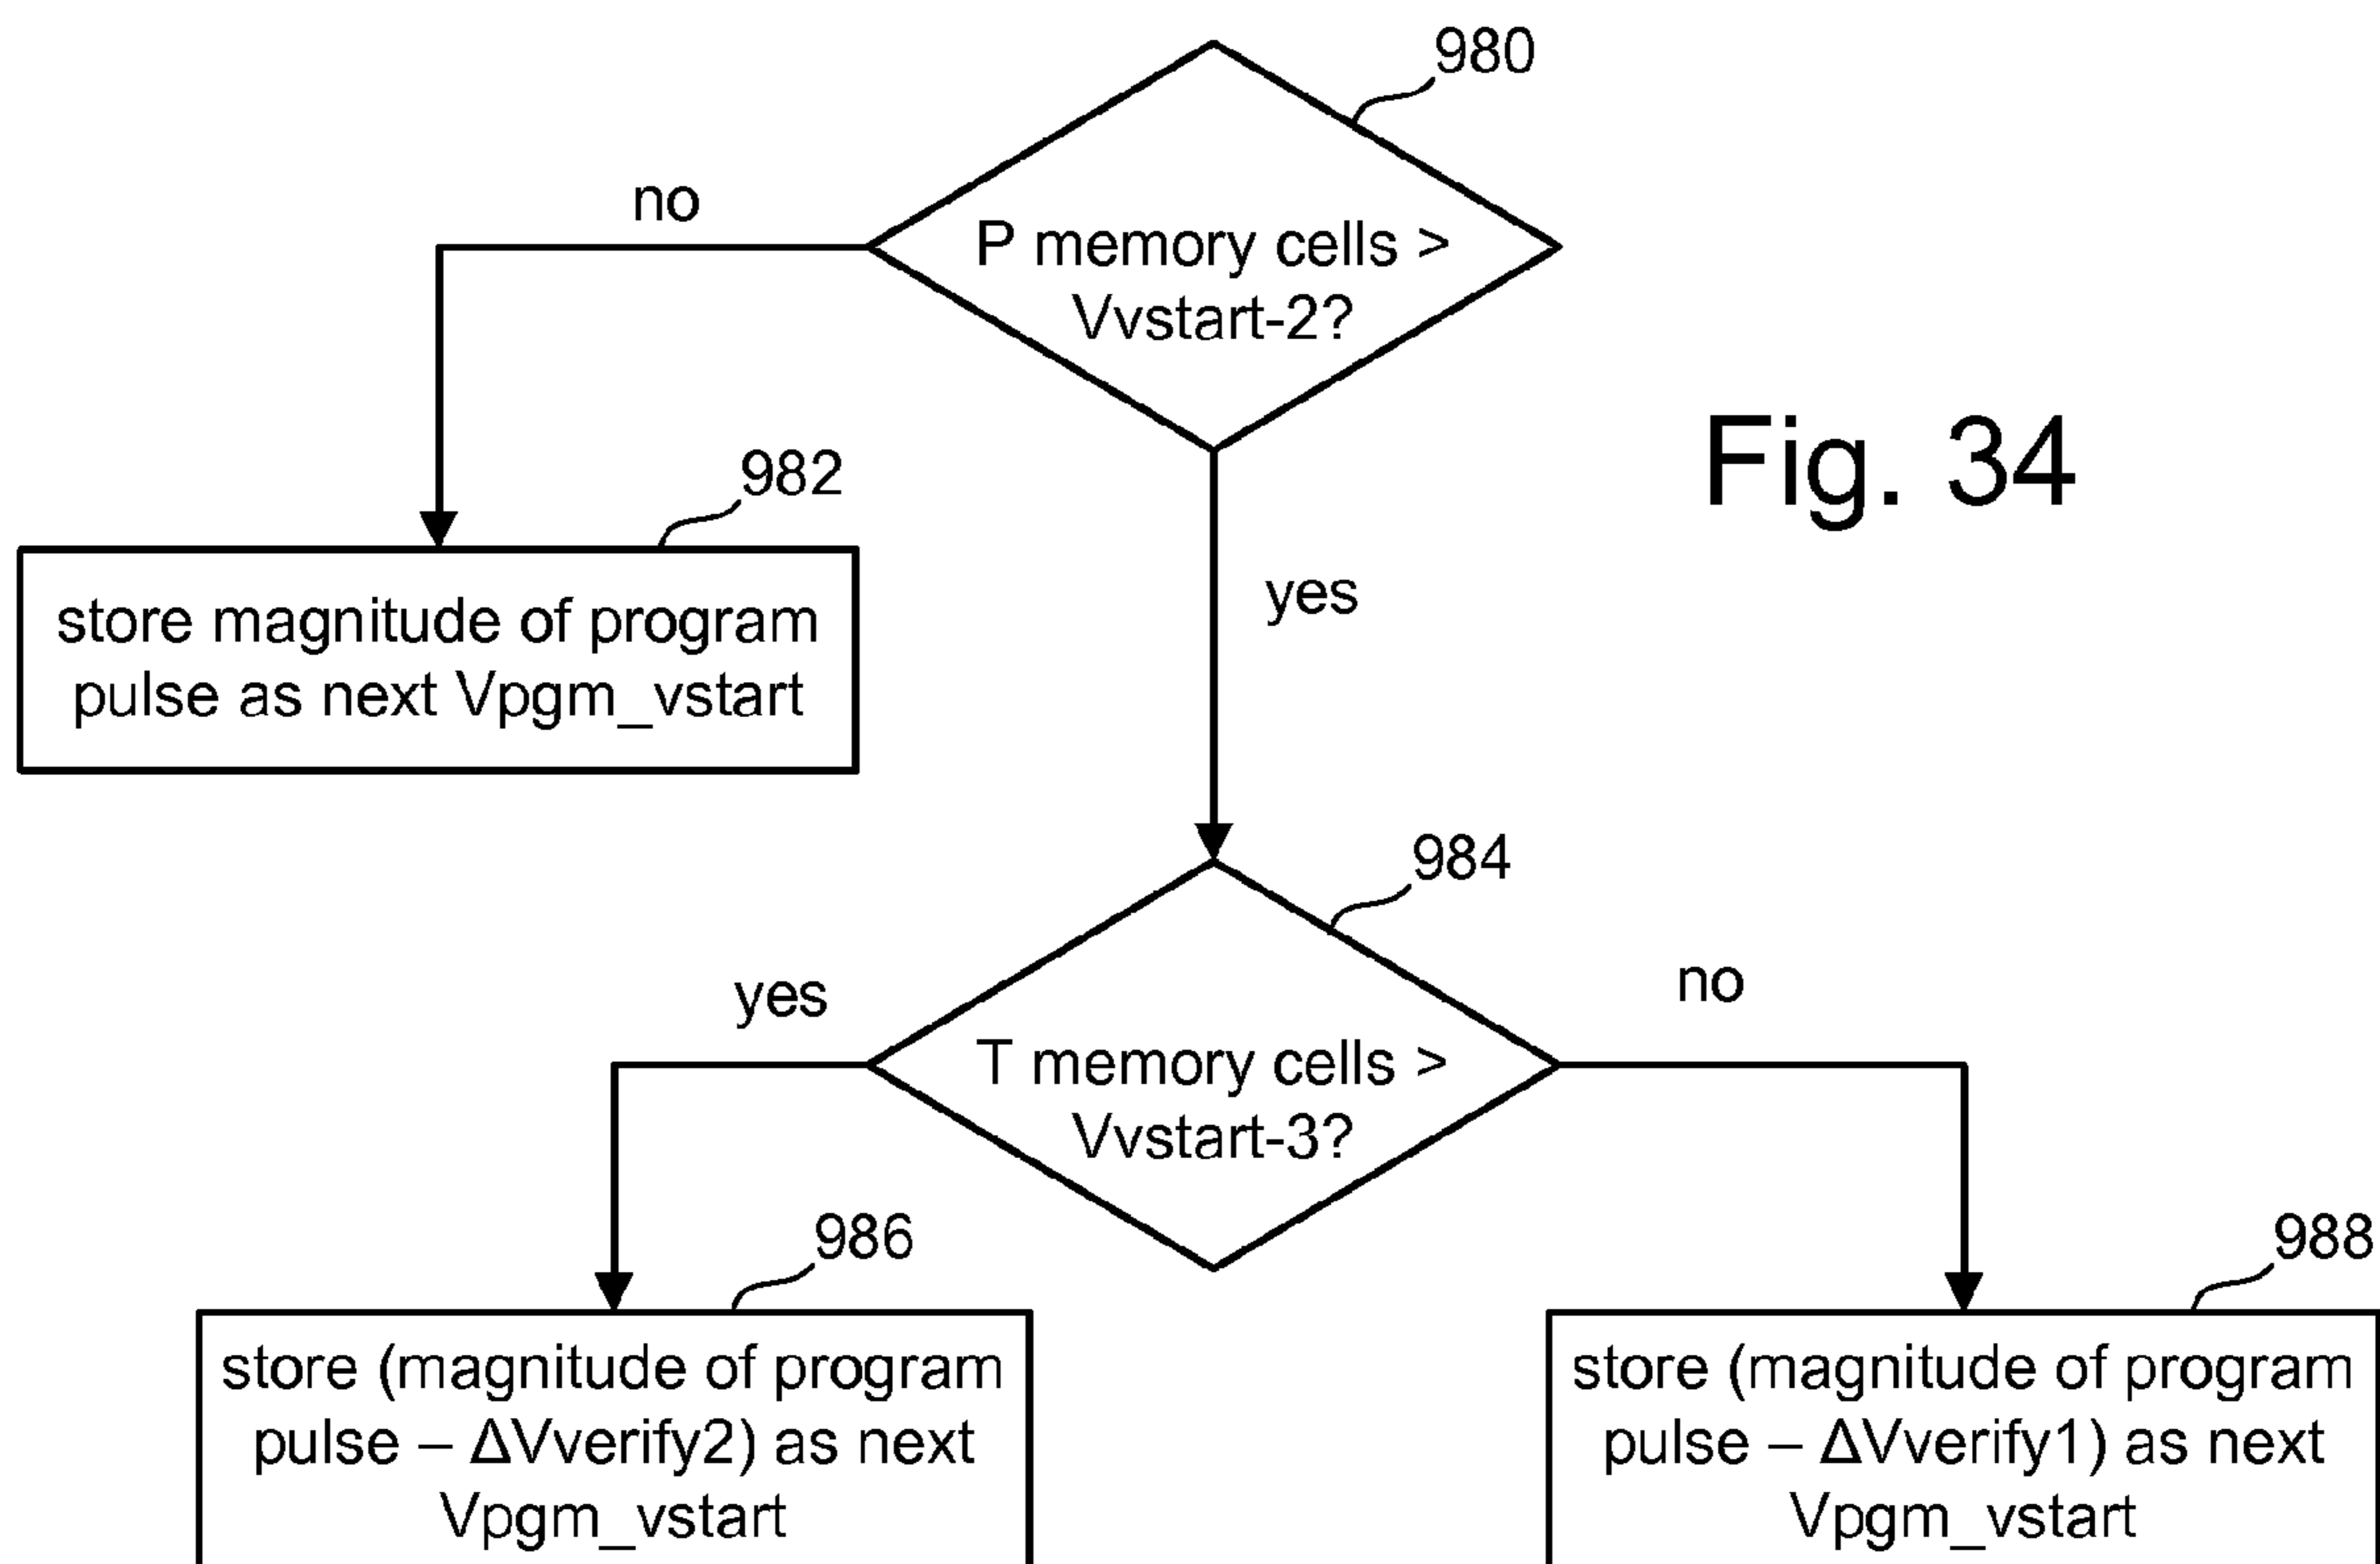 980
no
P memory cells >
Vvstart-2?
Fig. 34
982
store magnitude of program
pulse as next Vpgm_vstart
yes
984
yes
no
T memory cells >
Vvstart-3?
986
988
store (magnitude of program
pulse – ΔVverify2) as next
Vpgm_vstart
store (magnitude of program
pulse – ΔVverify1) as next
Vpgm_vstart